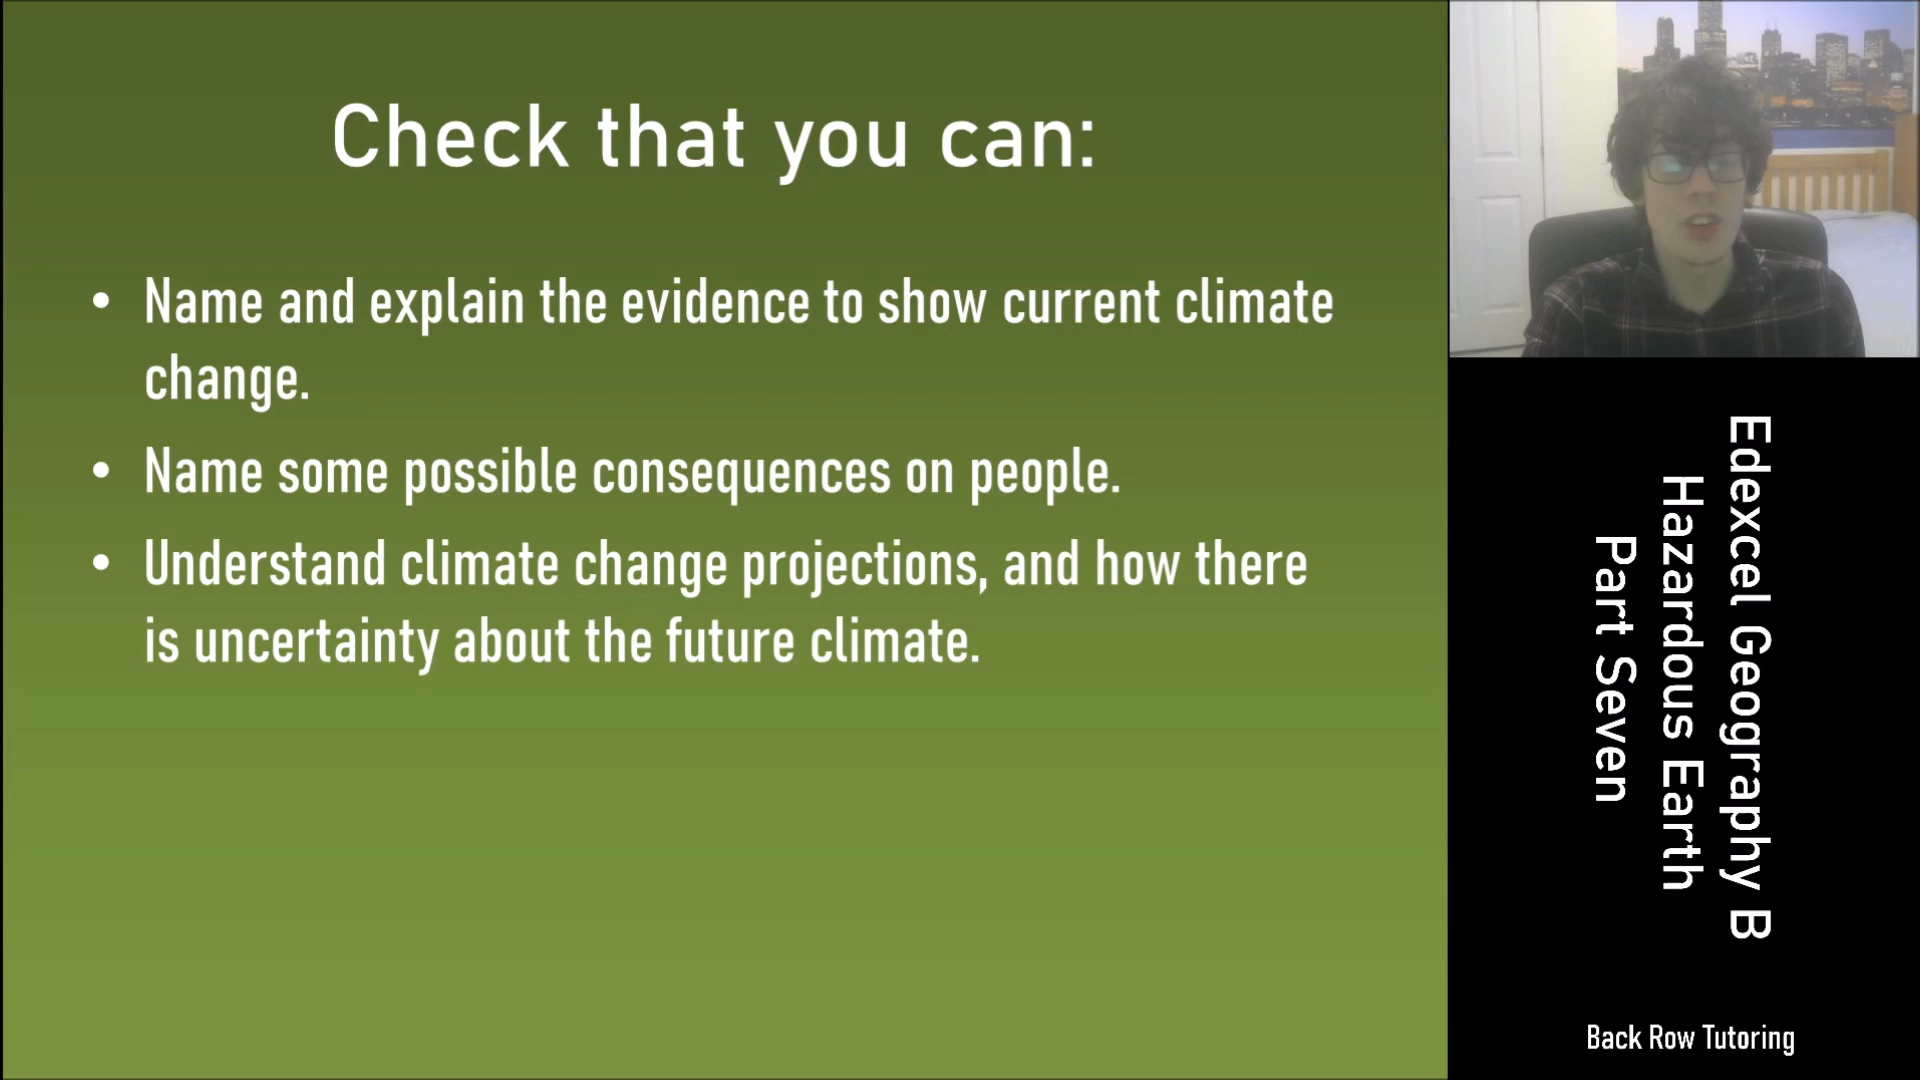 Check that you can:
• Name and explain the evidence to show current climate
change.
• Name some possible consequences on people.
• Understand climate change projections, and how there
is uncertainty about the future climate.
Edexcel Geography B
Hazardous Earth
Part Seven
Back Row Tutoring